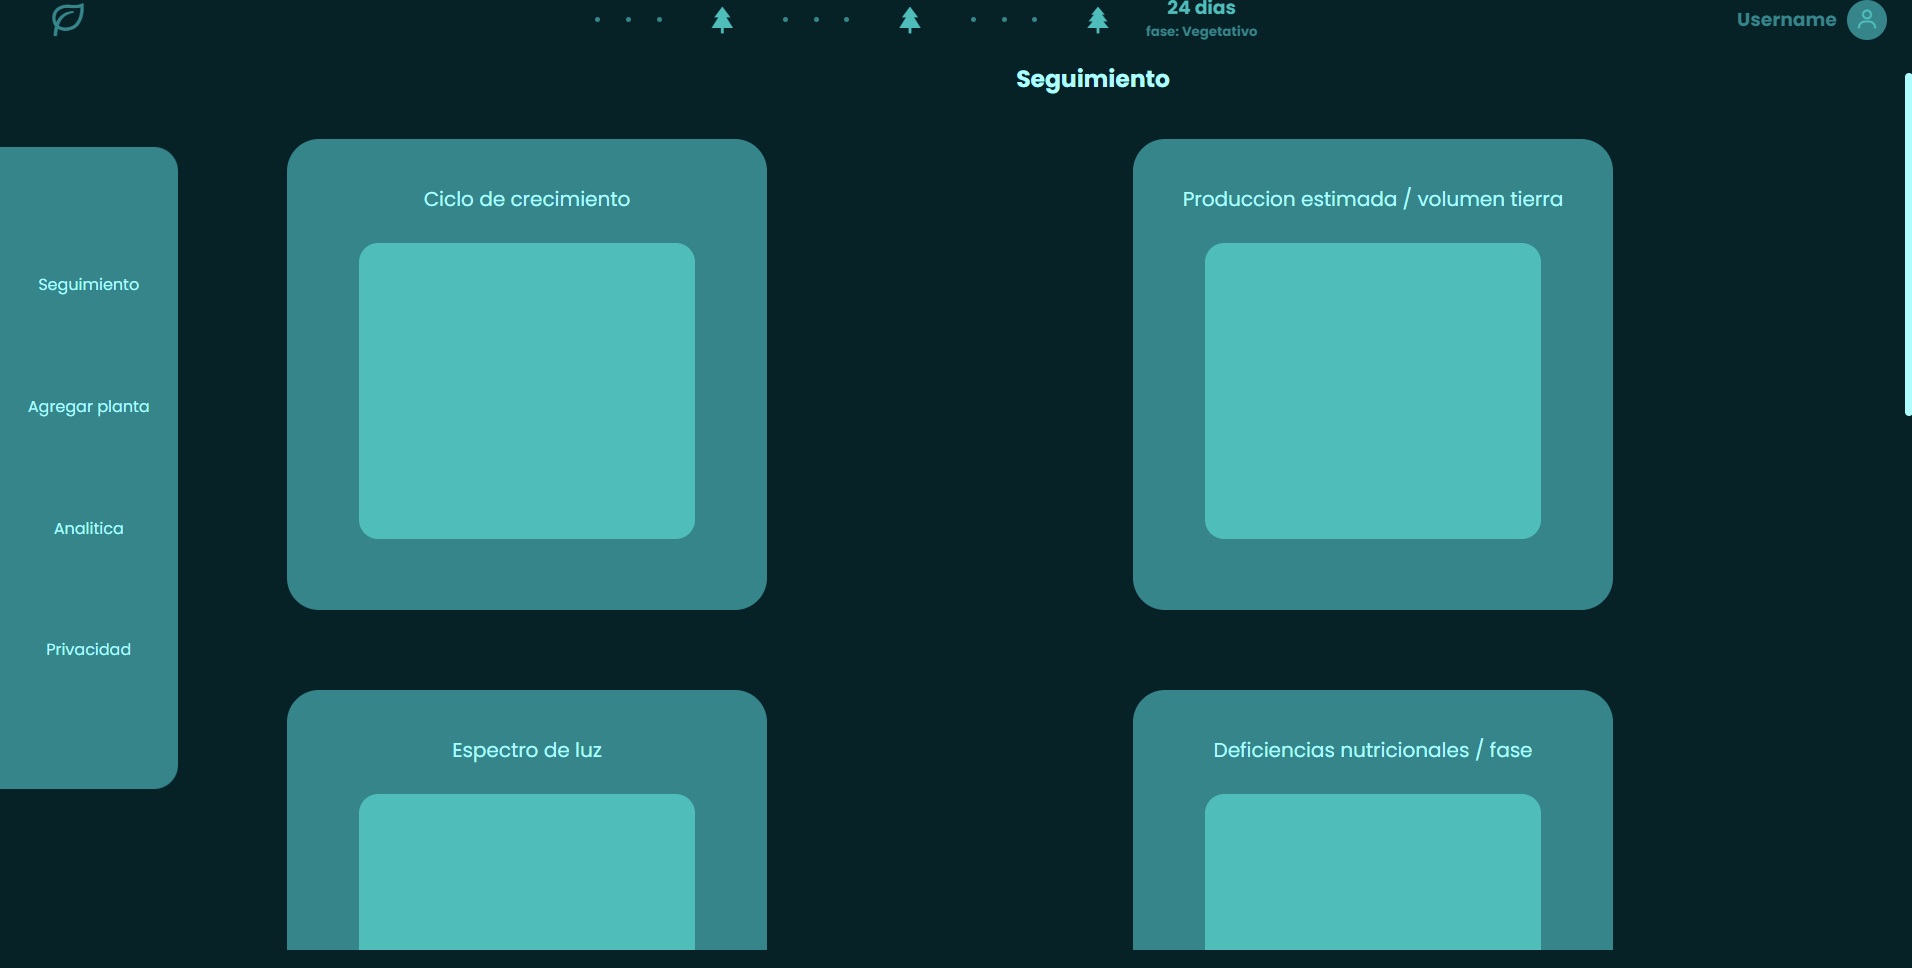 24 dias
fase: Vegetativo
Username
Seguimiento
Seguimiento
Agregar planta
Analitica
Privacidad
Ciclo de crecimiento
Produccion estimada / volumen tierra
Espectro de luz
Deficiencias nutricionales / fase